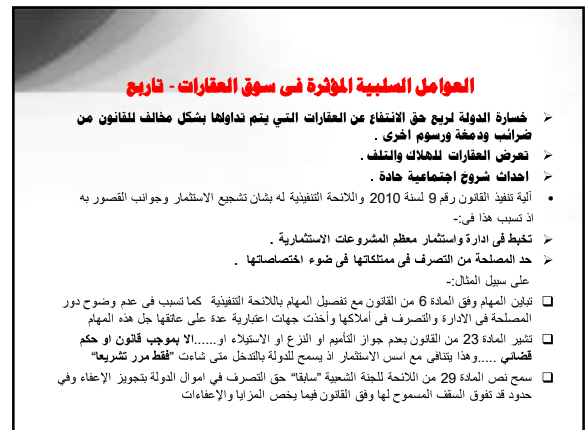 العوامل السلبية المؤثرة فى سوق العقارات - تاريع
خسارة الدولة لريع حق الانتفاع عن العقارات التي يتم تداولها بشكل مخالف للقانون من
ضرائب ودمغة ورسوم اخرى .
تعرض العقارات للهلاك والتلف .
احداث شروخ اجتماعية حادة .
آلية تنفيذ القانون رقم 9 لسنة 2010 واللائحة التنفيذية له بشان تشجيع الاستثمار وجوانب القصور به
اذ تسبب هذا فى:-
تخبط فى ادارة واستثمار معظم المشروعات الاستثمارية .
حد المصلحة من التصرف فى ممتلكاتها فى ضوء اختصاصاتها .
على سبيل المثال:-
تباين المهام وفق المادة 6 من القانون مع تفصيل المهام باللائحة التنفيذية كما تسبب فى عدم وضوح دور
المصلحة فى الادارة والتصرف فى أملاكها وأخذت جهات اعتبارية عدة على عاتقها جل هذه المهام
تشير المادة 23 من القانون بعدم جواز التأميم او النزع او الاستيلاء او......الا بموجب قانون او حكم
قضائي .....وهذا يتنافى مع اسس الاستثمار اذ يسمح للدولة بالتدخل متى شاءت "فقط مرر تشريعا"
سمح نص المادة 29 من اللائحة للجنة الشعبية "سابقا" حق التصرف في اموال الدولة بتجويز الإعفاء وفي
حدود قد تفوق السقف المسموح لها وفق القانون فيما يخص المزايا والإعفاءات